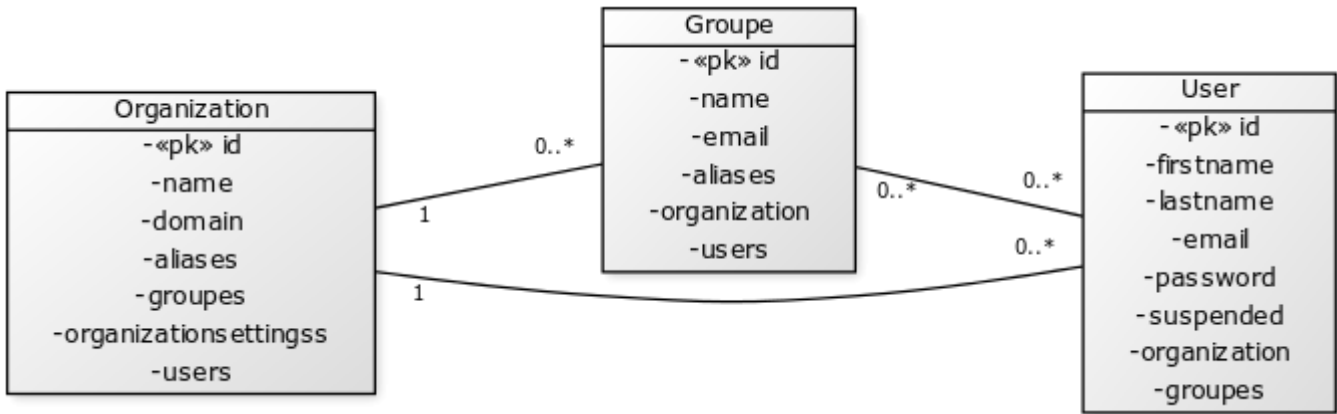 Organization
-«pk» id
-name
-domain
-aliases
-groupes
-organizationsettingss
-users
1
1
0..*
Groupe
-«pk» id
-name
-email
-aliases
-organization
-users
0..*
0..*
0..*
User
-«pk» id
-firstname
-lastname
-email
-password
-suspended
-organization
-groupes